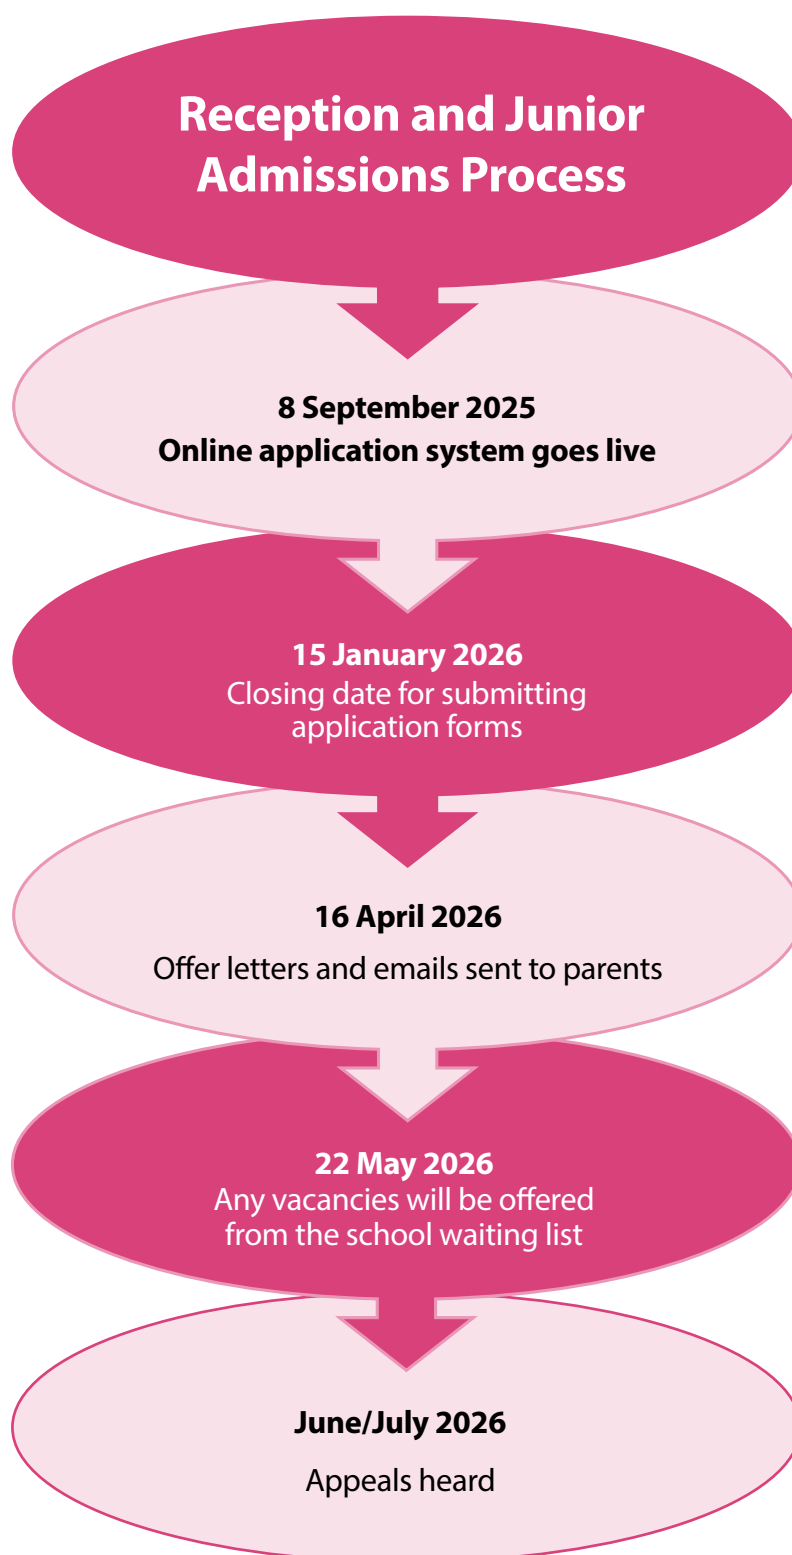 Reception and Junior
Admissions Process
8 September 2025
Online application system goes live
15 January 2026
Closing date for submitting
application forms
16 April 2026
Offer letters and emails sent to parents
22 May 2026
Any vacancies will be offered
from the school waiting list
June/July 2026
Appeals heard